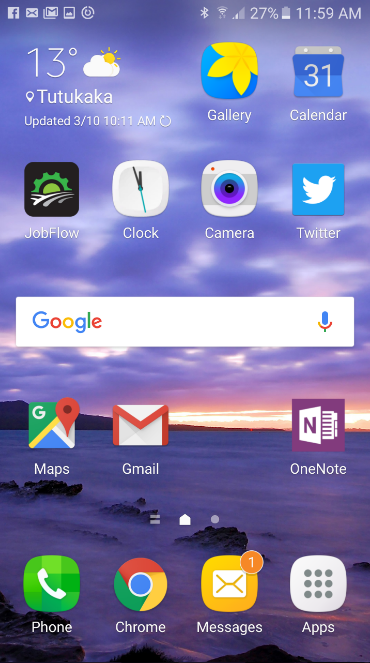 27% 11:59 AM
13°
Tutukaka
Updated 3/10 10:11 AM
Gallery
31
Calendar
JobFlow
Clock
Camera
Twitter
Google
G
N
Maps
Gmail
OneNote
1
Phone
Chrome
Messages
Apps